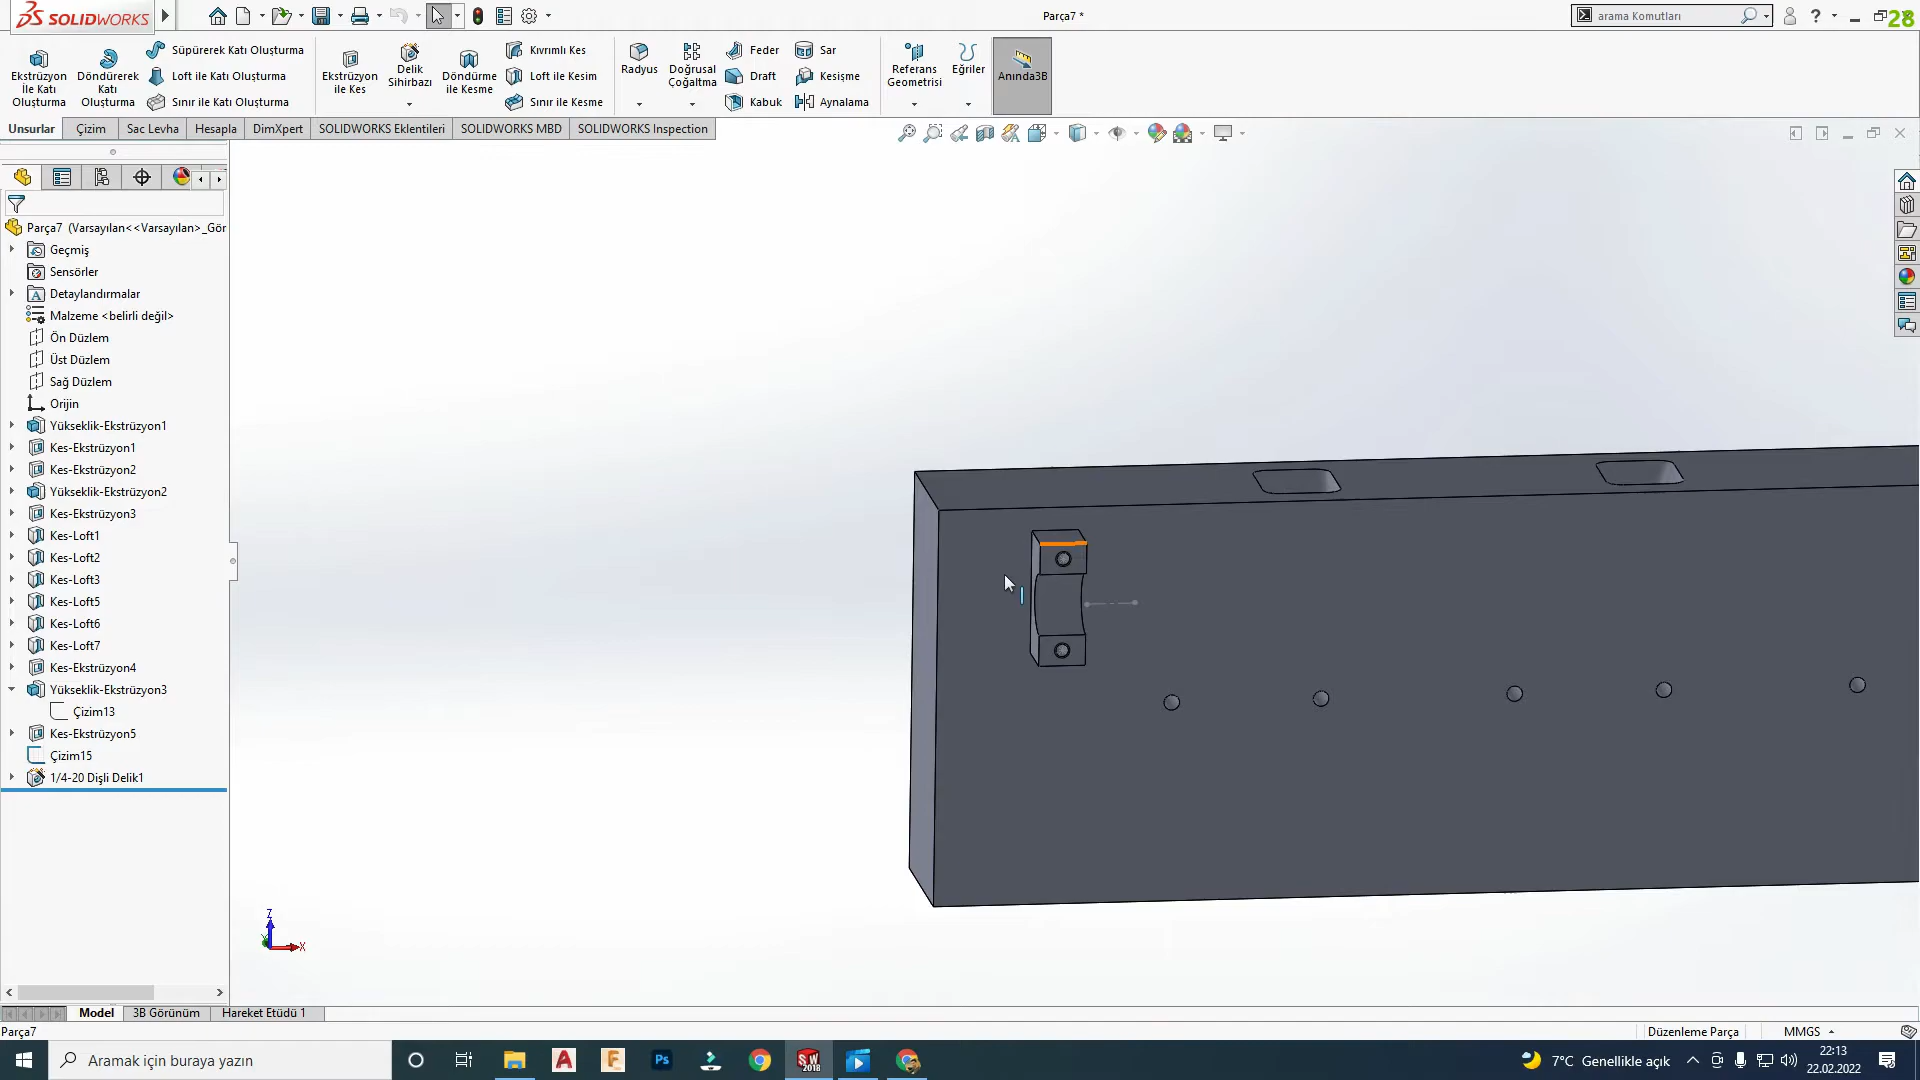 SOLIDWORKS
Parça7 *
arama Komutları
28
Ekstrüzyon İle Katı Oluşturma
Döndürerek Katı Oluşturma
Süpürerek Katı Oluşturma
Loft ile Katı Oluşturma
Sınır ile Katı Oluşturma
Ekstrüzyon ile Kes
Delik Sihirbazı
Döndürme ile Kesme
Kıvrımlı Kes
Loft ile Kesim
Sınır ile Kesme
Radyus
Doğrusal Çoğaltma
Feder
Draft
Kabuk
Sar
Kesişme
Aynalama
Referans Geometrisi
Eğriler
Anında3B
Unsurlar
Çizim
Sac Levha
Hesapla
DimXpert
SOLIDWORKS Eklentileri
SOLIDWORKS MBD
SOLIDWORKS Inspection
Parça7 (Varsayılan<<Varsayılan>_Gör
Geçmiş
Sensörler
Detaylandırmalar
Malzeme <belirli değil>
Ön Düzlem
Üst Düzlem
Sağ Düzlem
Orijin
Yükseklik-Ekstrüzyon1
Kes-Ekstrüzyon1
Kes-Ekstrüzyon2
Yükseklik-Ekstrüzyon2
Kes-Ekstrüzyon3
Kes-Loft1
Kes-Loft2
Kes-Loft3
Kes-Loft5
Kes-Loft6
Kes-Loft7
Kes-Ekstrüzyon4
Yükseklik-Ekstrüzyon3
Çizim13
Kes-Ekstrüzyon5
Çizim15
1/4-20 Dişli Delik1
Z
X
Model
3B Görünüm
Hareket Etüdü 1
Parça7
Düzenleme Parça
MMGS
Aramak için buraya yazın
7°C Genellikle açık
22:13
22.02.2022